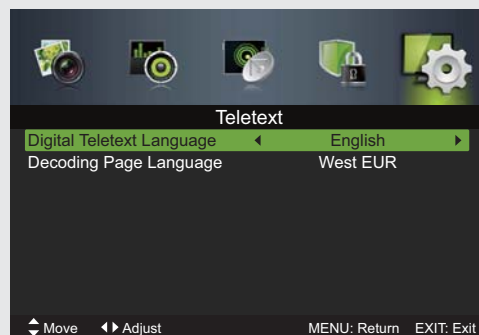 Teletext
Digital Teletext Language English
Decoding Page Language West EUR
Move Adjust MENU: Return EXIT: Exit